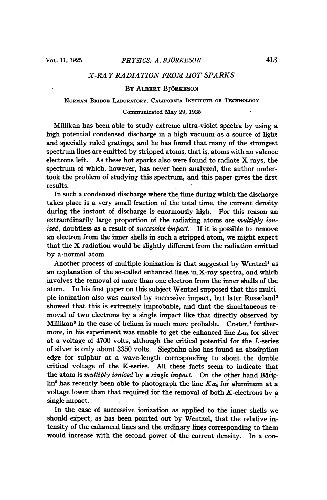 VOL. 11, 1925 PHYSICS: A. BJÖRKESON 413
X-RAY RADIATION FROM HOT SPARKS
BY ALBERT BJÖRKESON
NORMAN BRIDGE LABORATORY, CALIFORNIA INSTITUTE OF TECHNOLOGY
Communicated May 29, 1925
Millikan has been able to study extreme ultra-violet spectra by using a
high potential condensed discharge in a high vacuum as a source of light
and specially ruled gratings, and he has found that many of the strongest
spectrum lines are emitted by stripped atoms, that is, atoms with no valence
electrons left. As these hot sparks also were found to radiate X rays, the
spectrum of which, however, has never been analyzed, the author under-
took the problem of studying this spectrum, and this paper gives the first
results.
In such a condensed discharge where the time during which the discharge
takes place is a very small fraction of the total time, the current density
during the instant of discharge is enormously high. For this reason an
extraordinarily large proportion of the radiating atoms are multiply ion-
ised, doubtless as a result of successive impact. If it is possible to remove
an electron from the inner shells in such a stripped atom, we might expect
that the X radiation would be slightly different from the radiation emitted
by a normal atom.
Another process of multiple ionization is that suggested by Wentzel¹ as
an explanation of the so-called enhanced lines in X-ray spectra, and which
involves the removal of more than one electron from the inner shells of the
atom. In his first paper on this subject Wentzel supposed that this multi-
ple ionization also was caused by successive impact, but later Rosseland²
showed that this is extremely improbable, and that the simultaneous re-
moval of two electrons by a single impact like that directly observed by
Millikan³ in the case of helium is much more probable. Coster,⁴ further-
more, in his experiment was unable to get the enhanced line for silver
at a voltage of 4700 volts, although the critical potential for the L-series
of silver is only about 3350 volts. Siegbahn also has found an absorption
edge for sulphur at a wave-length corresponding to about the double
critical voltage of the K-series. All these facts seem to indicate that
the atom is multiply ionized by a single impact. On the other hand Bäck-
lin⁵ has recently been able to photograph the line for aluminum at a
voltage lower than that required for the removal of both K-electrons by a
single impact.
In the case of successive ionization as applied to the inner shells we
should expect, as has been pointed out by Wentzel, that the relative in-
tensity of the enhanced lines and the ordinary lines corresponding to them
would increase with the second power of the current density. In a con-